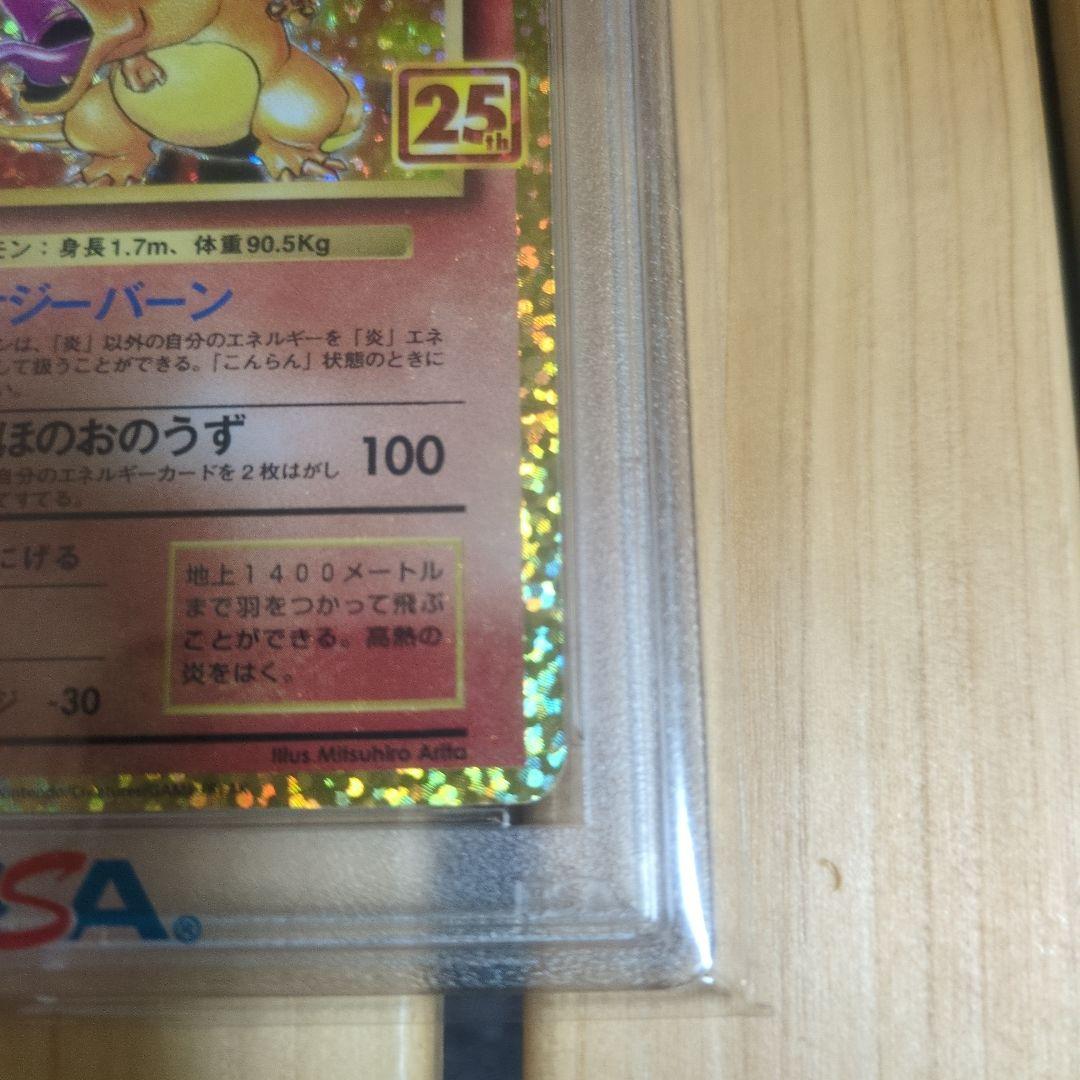 25th
モン：身長1.7m、体重90.5Kg
ージーバーン
ンは、「炎」以外の自分のエネルギーを「炎」エネ
して扱うことができる。「こんらん」状態のときに
い。
ほのおのうず 100
自分のエネルギーカードを２枚はがし
てすてる。
にげる
地上１４００メートル
まで羽をつかって飛ぶ
ことができる。高熱の
炎をはく。
ジ -30
Illus Mitsuhiro Arita
Nintendo/Creatures/GAME
PSA®